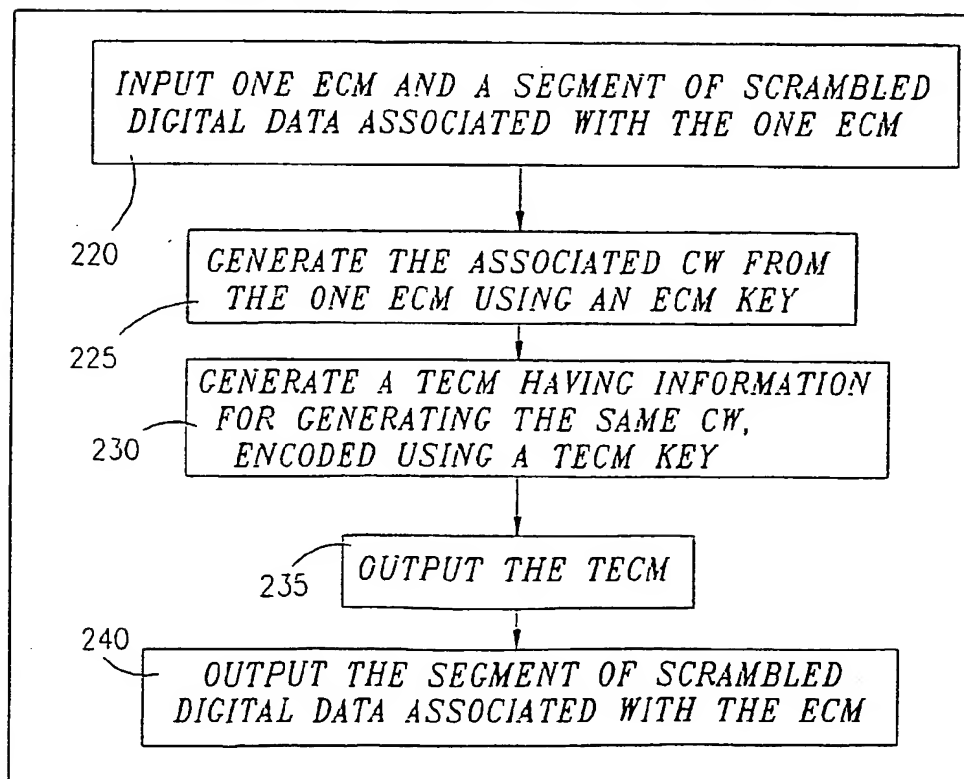 INPUT ONE ECM AND A SEGMENT OF SCRAMBLED
DIGITAL DATA ASSOCIATED WITH THE ONE ECM
220
GENERATE THE ASSOCIATED CW FROM
THE ONE ECM USING AN ECM KEY
225
GENERATE A TECM HAVING INFORMATION
FOR GENERATING THE SAME CW,
ENCODED USING A TECM KEY
230
OUTPUT THE TECM
235
240
OUTPUT THE SEGMENT OF SCRAMBLED
DIGITAL DATA ASSOCIATED WITH THE ECM